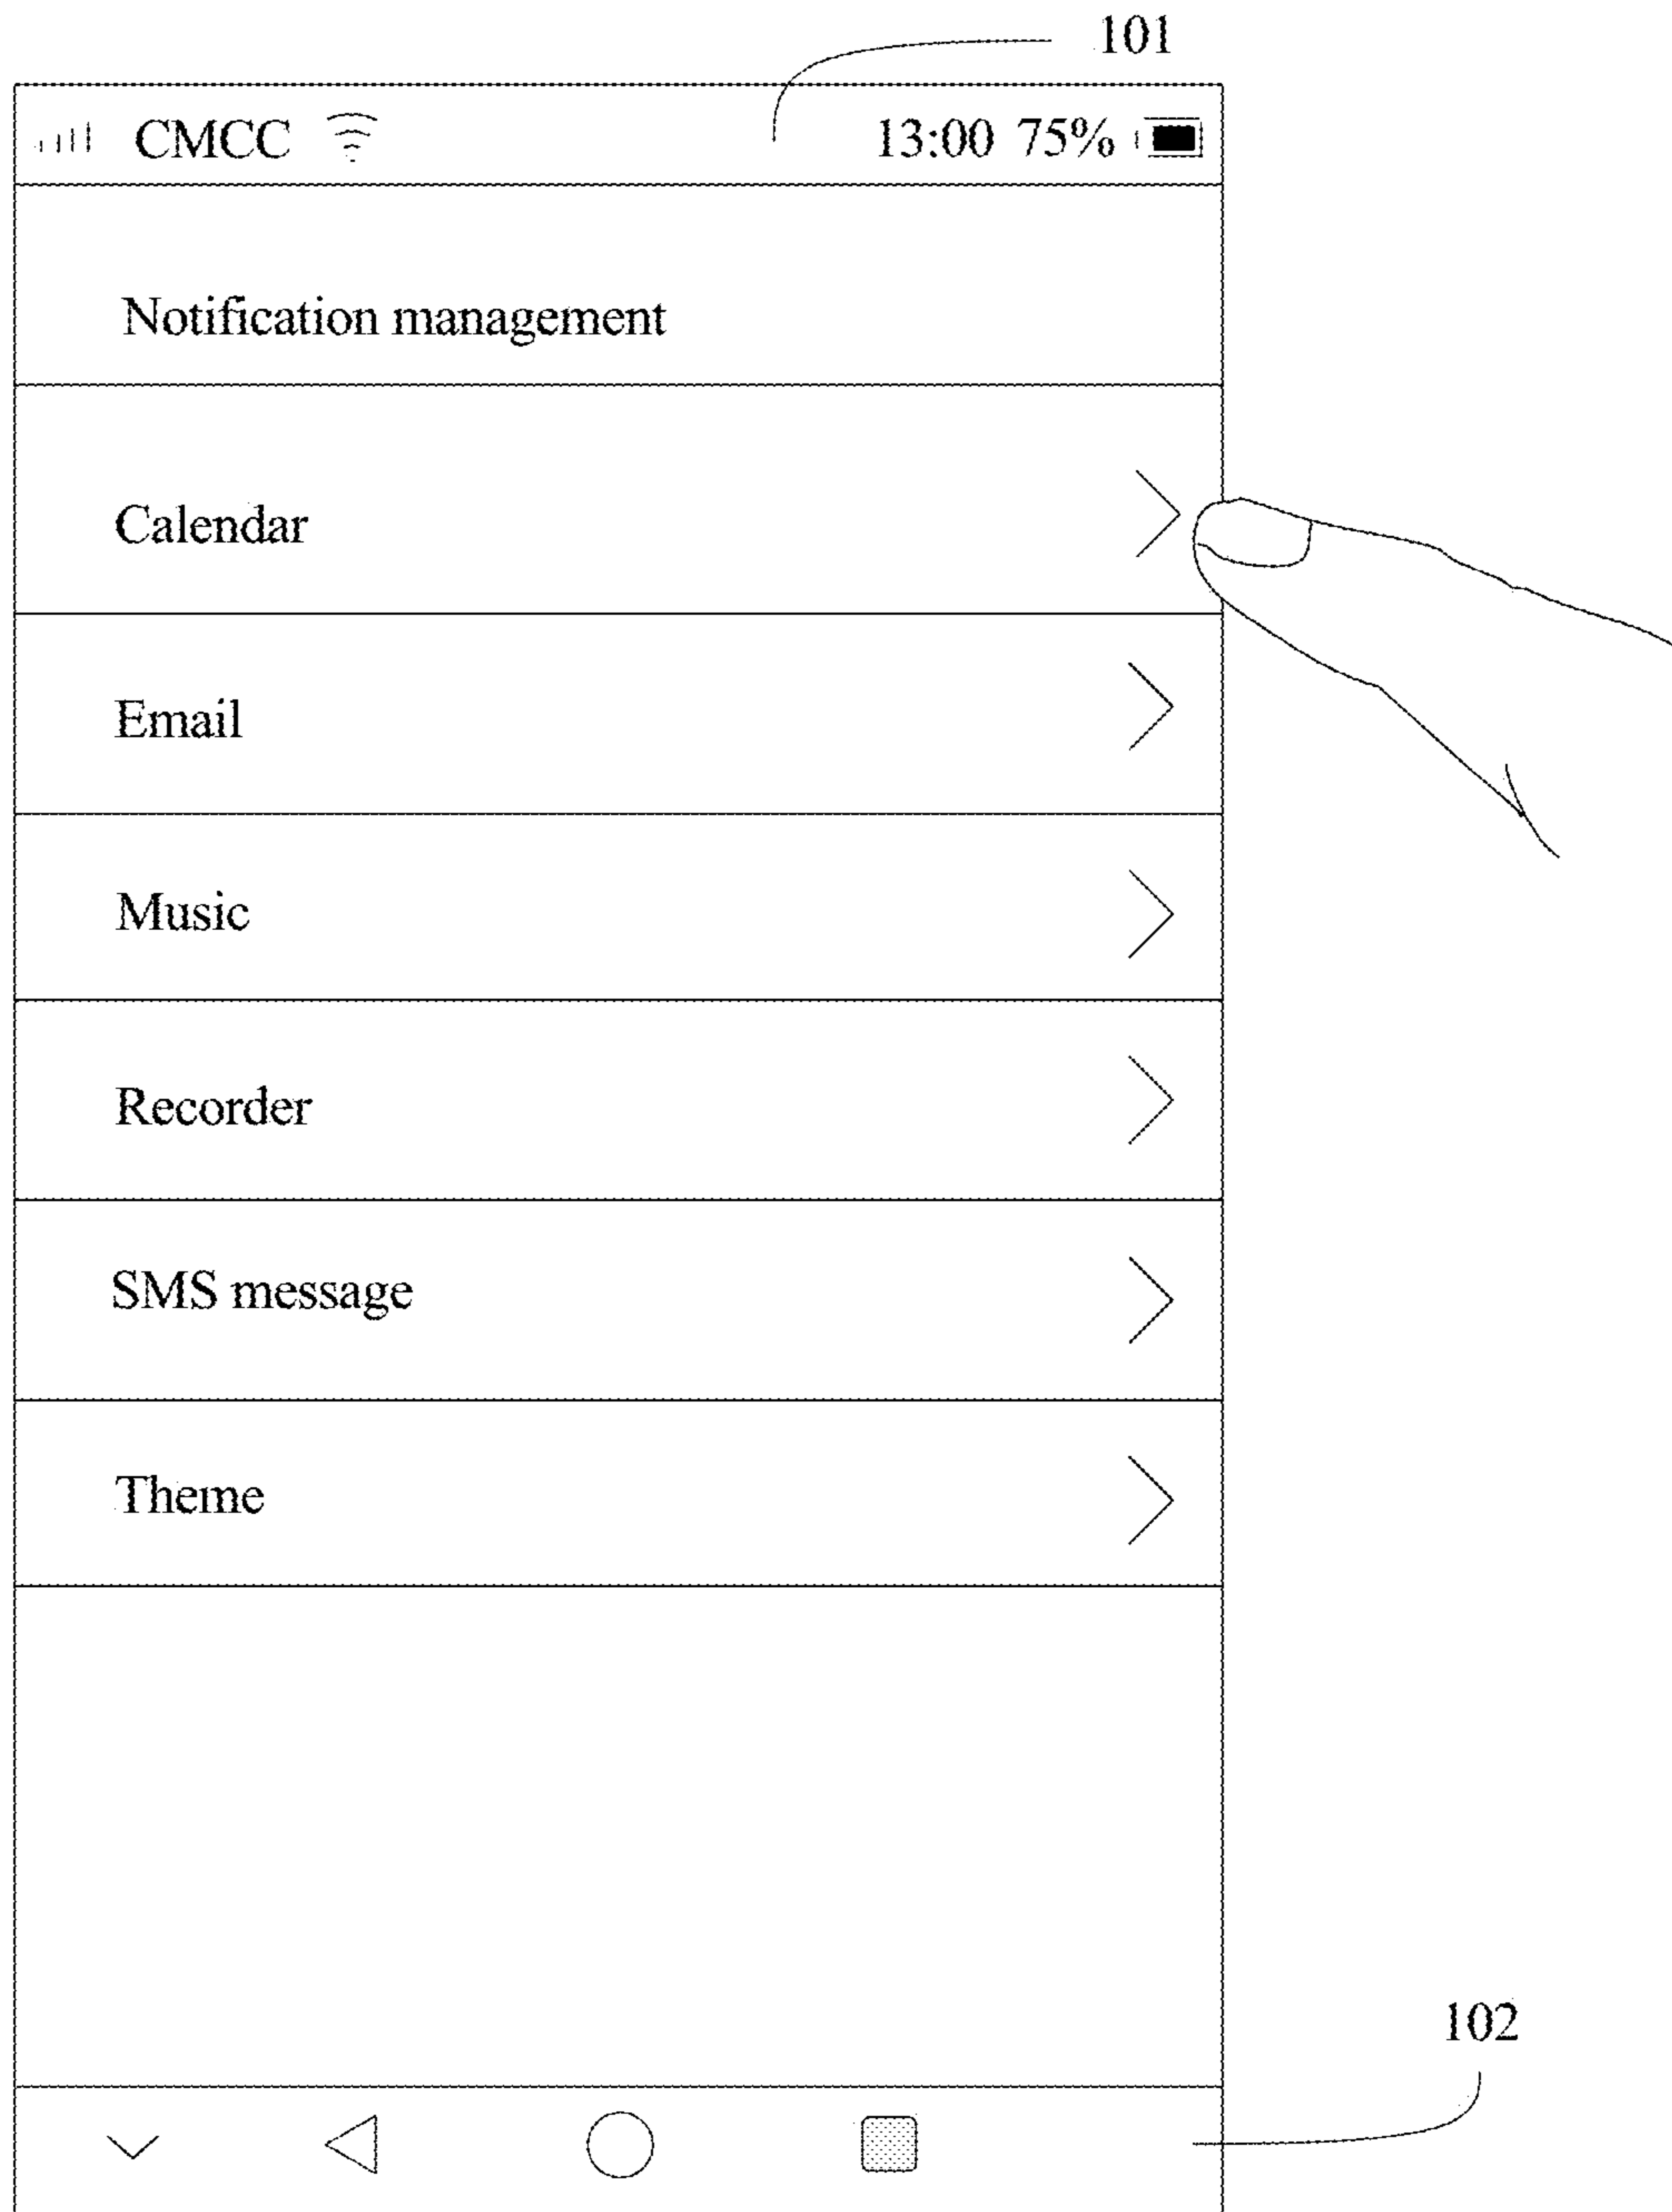 101
CMCC 13:00 75%
Notification management
Calendar
Email
Music
Recorder
SMS message
Theme
102